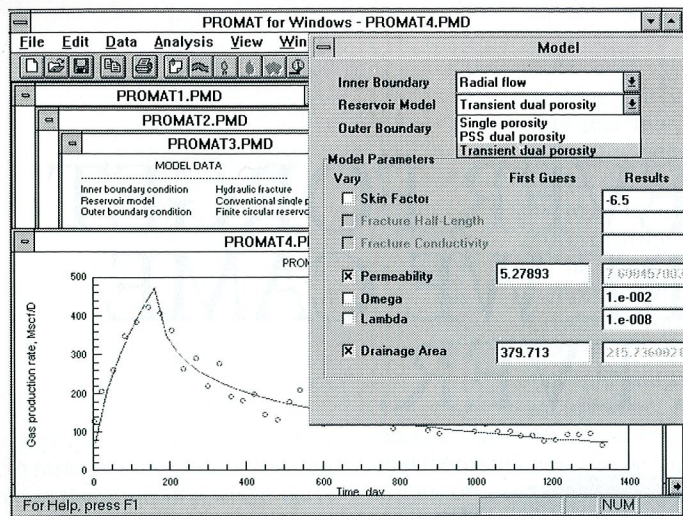 PROMAT for Windows - PROMAT4.PMD
File Edit Data Analysis View Win
Model
PROMAT1.PMD
PROMAT2.PMD
PROMAT3.PMD
MODEL DATA
Inner boundary condition Hydraulic fracture
Reservoir model Conventional single p
Outer boundary condition Finite circular reservo
Inner Boundary Radial flow
Reservoir Model Transient dual porosity
Single porosity
PSS dual porosity
Transient dual porosity
Outer Boundary
Model Parameters
Vary First Guess Results
Skin Factor -6.5
Fracture Half-Length
Fracture Conductivity
Permeability 5.27893
Omega 1.e-002
Lambda 1.e-008
Drainage Area 379.713
PROMAT4.P
PRO
Gas production rate, Mscf/D
500
400
300
200
100
0
0 200 400 600 800 1000 1200 1400
Time, day
For Help, press F1
NUM